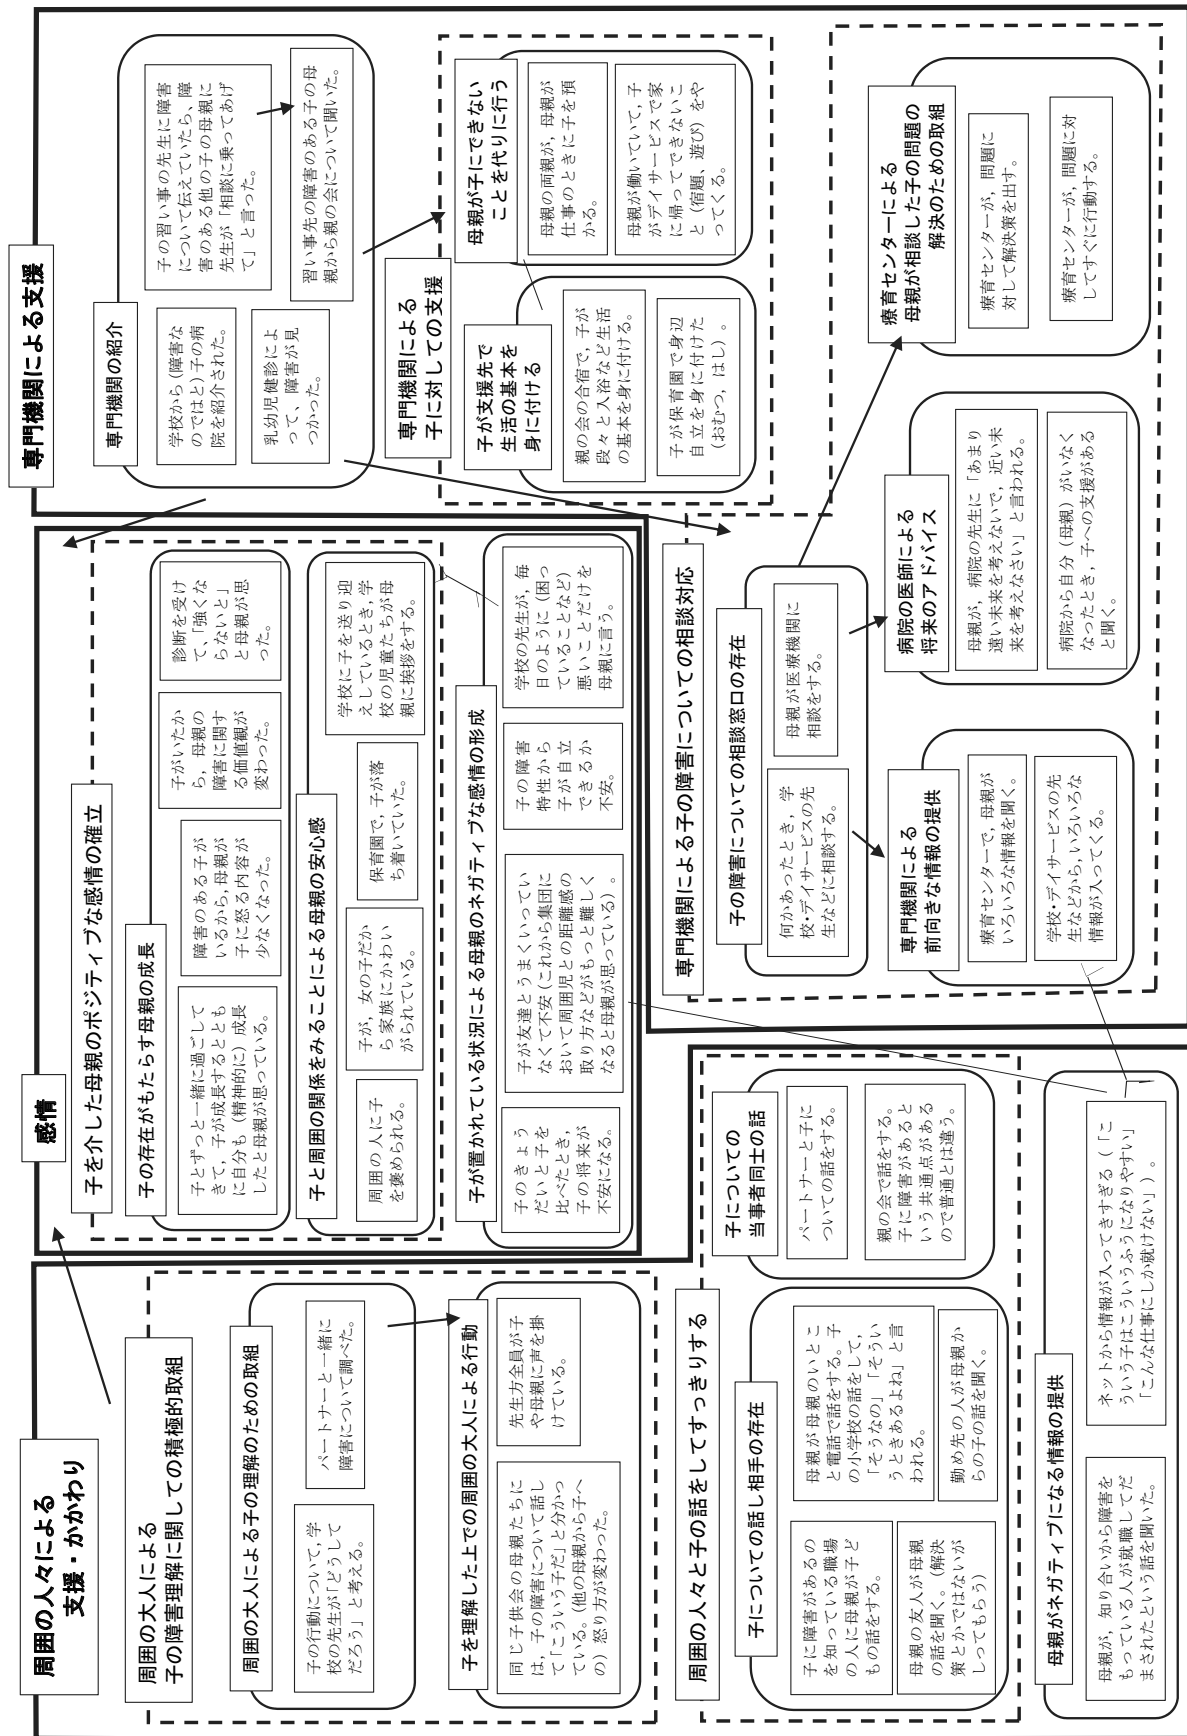 周囲の人々による
支援・かかわり
周囲の大人による
子の障害理解に関しての積極的取組
周囲の大人による子の理解のための取組
子の行動について,学
校の先生が「どうして
だろう」と考える。
パートナーと一緒に
障害について調べた。
子を理解した上での周囲の大人による行動
同じ子供会の母親たちに
は,子の障害について話し
て「こういう子だ」と分かっ
ている。(他の母親から子へ
の)怒り方が変わった。
先生方全員が子
や母親に声を掛
けている。
周囲の人々と子の話をしてすっきりする
子についての話し相手の存在
子に障害があるの
を知っている職場
の人に母親が子ど
もの話をする。
母親が母親のいとこ
と電話で話をする。子
の小学校の話をして,
「そうなの」「そうい
うときあるよね」と言
われる。
母親の友人が母親
の話を聞く。(解決
策とかではないが
しってもらう)
勤め先の人が母親か
らの子の話を聞く。
子についての
当事者同士の話
パートナーと子に
ついての話をする。
親の会で話をする。
子に障害があると
いう共通点がある
ので普通とは違う。
母親がネガティブになる情報の提供
母親が,知り合いから障害を
もっている人が就職してだ
まされたという話を聞いた。
ネットから情報が入ってきすぎる(「こ
ういう子はこういうふうになりやすい」
「こんな仕事にしか就けない」)。
感情
子を介した母親のポジティブな感情の確立
子の存在がもたらす母親の成長
子とずっと一緒に過ごして
きて,子が成長するととも
に自分も(精神的に)成長
したと母親が思っている。
障害のある子が
いるから,母親が
子に怒る内容が
少なくなった。
子がいたか
ら,母親の
障害に関す
る価値観が
変わった。
診断を受け
て,「強くな
らないと」
と母親が思
った。
子と周囲の関係をみることによる母親の安心感
周囲の人に子
を褒められる。
子が,女の子だか
ら家族にかわい
がられている。
保育園で,子が落
ち着いていた。
学校に子を送り迎
えしているとき,学
校の児童たちが母
親に挨拶をする。
子が置かれている状況による母親のネガティブな感情の形成
子のきょう
だいと子を
比べたとき,
子の将来が
不安になる。
子が友達とうまくいってい
なくて不安(これから集団に
おいて周囲児との距離感の
取り方などがもっと難しく
なると母親が思っている)。
子の障害
特性から
子が自立
できるか
不安。
学校の先生が,毎
日のように(困っ
ていることなど)
悪いことだけを
母親に言う。
専門機関による支援
専門機関の紹介
学校から(障害な
のではと)子の病
院を紹介された。
子の習い事の先生に障害
について伝えていたら,障
害のある他の子の母親に
先生が「相談に乗ってあげ
て」と言った。
乳幼児健診によ
って,障害が見
つかった。
習い事先の障害のある子の母
親から親の会について聞いた。
専門機関による
子に対しての支援
子が支援先で
生活の基本を
身に付ける
親の会の合宿で,子が
段々と入浴など生活
の基本を身に付ける。
子が保育園で身辺
自立を身に付けた
(おむつ,はし)。
母親が子にできない
ことを代りに行う
母親の両親が,母親が
仕事のときに子を預
かる。
母親が働いていて,子
がデイサービスで家
に帰ってできないこ
と(宿題,遊び)をや
ってくる。
専門機関による子の障害についての相談対応
子の障害についての相談窓口の存在
何かあったとき,学
校・デイサービスの先
生などに相談する。
母親が医療機関に
相談をする。
専門機関による
前向きな情報の提供
療育センターで,母親が
いろいろな情報を聞く。
学校・デイサービスの先
生などから,いろいろな
情報が入ってくる。
病院の医師による
将来のアドバイス
母親が,病院の先生に「あまり
遠い未来を考えないで,近い未
来を考えなさい」と言われる。
病院から自分(母親)がいなく
なったとき,子への支援がある
と聞く。
療育センターによる
母親が相談した子の問題の
解決のための取組
療育センターが,問題に
対して解決策を出す。
療育センターが,問題に対
してすぐに行動する。